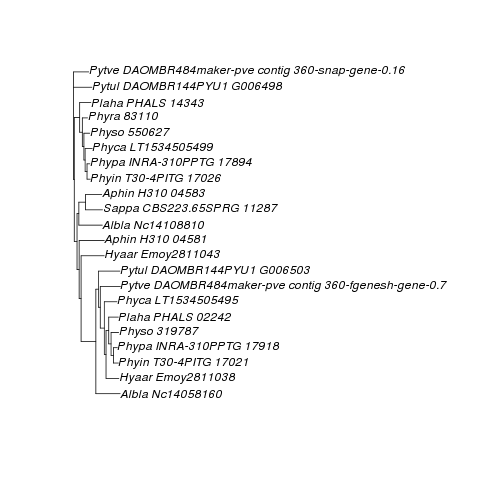 Pytve DAOMBR484maker-pve contig 360-snap-gene-0.16
Pytul DAOMBR144PYU1 G006498
Plaha PHALS 14343
Phyra 83110
Physo 550627
Phyca LT1534505499
Phypa INRA-310PPTG 17894
Phyin T30-4PITG 17026
Aphin H310 04583
Sappa CBS223.65SPRG 11287
Albla Nc14108810
Aphin H310 04581
Hyaar Emoy2811043
Pytul DAOMBR144PYU1 G006503
Pytve DAOMBR484maker-pve contig 360-fgenesh-gene-0.7
Phyca LT1534505495
Plaha PHALS 02242
Physo 319787
Phypa INRA-310PPTG 17918
Phyin T30-4PITG 17021
Hyaar Emoy2811038
Albla Nc14058160